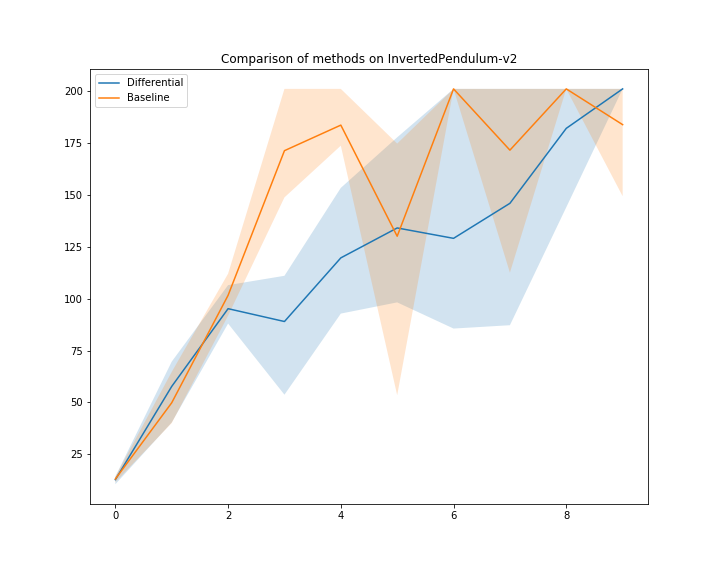 Comparison of methods on InvertedPendulum-v2
Differential
Baseline
200
175
150
125
100
75
50
25
0 2 4 6 8